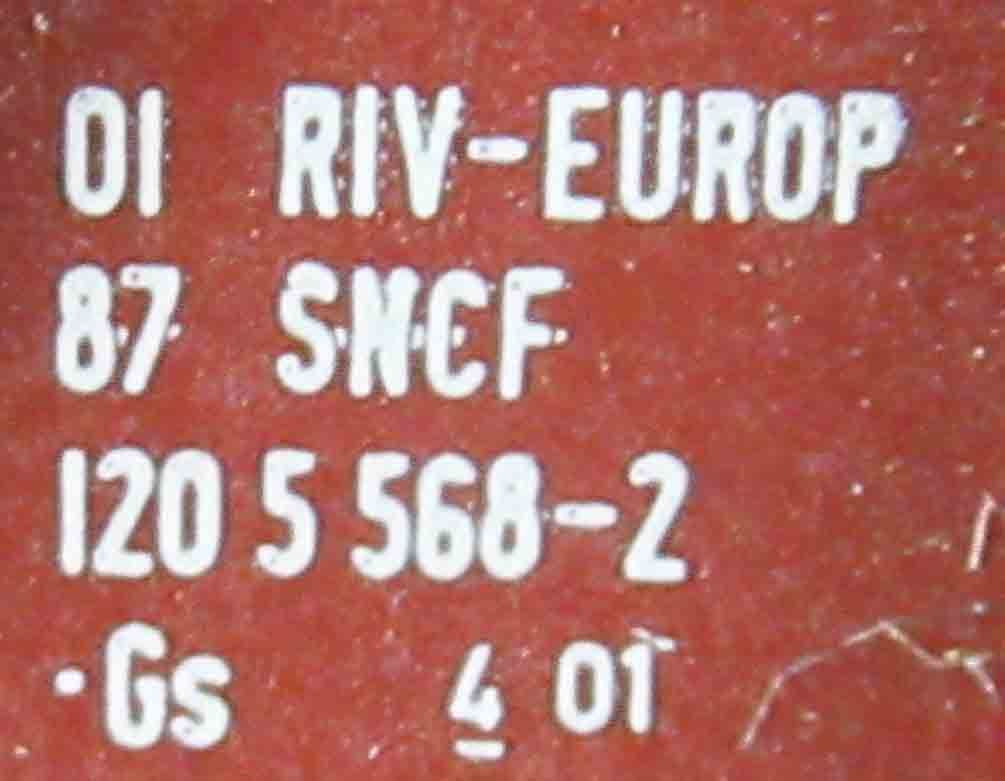 01 RIV-EUROP
87 SNCF
120 5 568-2
·Gs 4 01